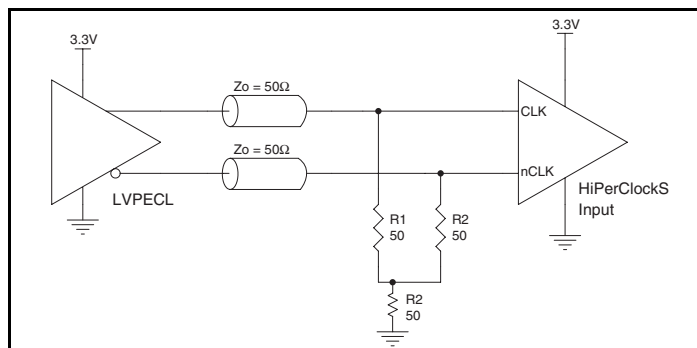 3.3V
3.3V
Zo = 50Ω
CLK
Zo = 50Ω
nCLK
LVPECL
HiPerClockS
Input
R1
50
R2
50
R2
50